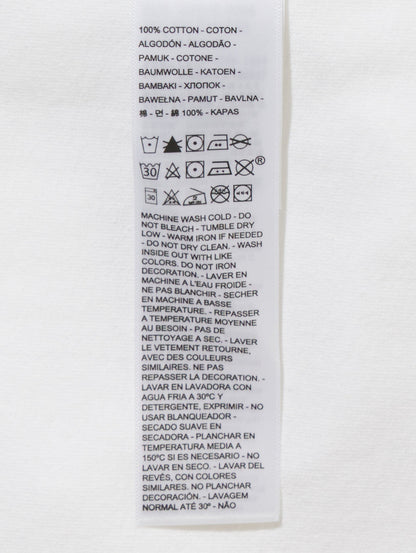 100% COTTON - COTON -
ALGODÓN - ALGODÃO -
PAMUK - COTONE -
BAUMWOLLE - KATOEN -
BAMBAKI - ХЛОПОК -
BAWEŁNA - PAMUT - BAVLNA -
棉 - 면 - 綿 100% - KAPAS
30
®
30
MACHINE WASH COLD - DO
NOT BLEACH - TUMBLE DRY
LOW - WARM IRON IF NEEDED
- DO NOT DRY CLEAN. - WASH
INSIDE OUT WITH LIKE
COLORS. DO NOT IRON
DECORATION. - LAVER EN
MACHINE A L'EAU FROIDE -
NE PAS BLANCHIR - SECHER
EN MACHINE A BASSE
TEMPERATURE. - REPASSER
A TEMPERATURE MOYENNE
AU BESOIN - PAS DE
NETTOYAGE A SEC. - LAVER
LE VETEMENT RETOURNE,
AVEC DES COULEURS
SIMILAIRES. NE PAS
REPASSER LA DECORATION. -
LAVAR EN LAVADORA CON
AGUA FRIA A 30ºC Y
DETERGENTE, EXPRIMIR - NO
USAR BLANQUEADOR -
SECADO SUAVE EN
SECADORA - PLANCHAR EN
TEMPERATURA MEDIA A
150ºC SI ES NECESARIO - NO
LAVAR EN SECO. - LAVAR DEL
REVÉS, CON COLORES
SIMILARES. NO PLANCHAR
DECORACIÓN. - LAVAGEM
NORMAL ATÉ 30º - NÃO